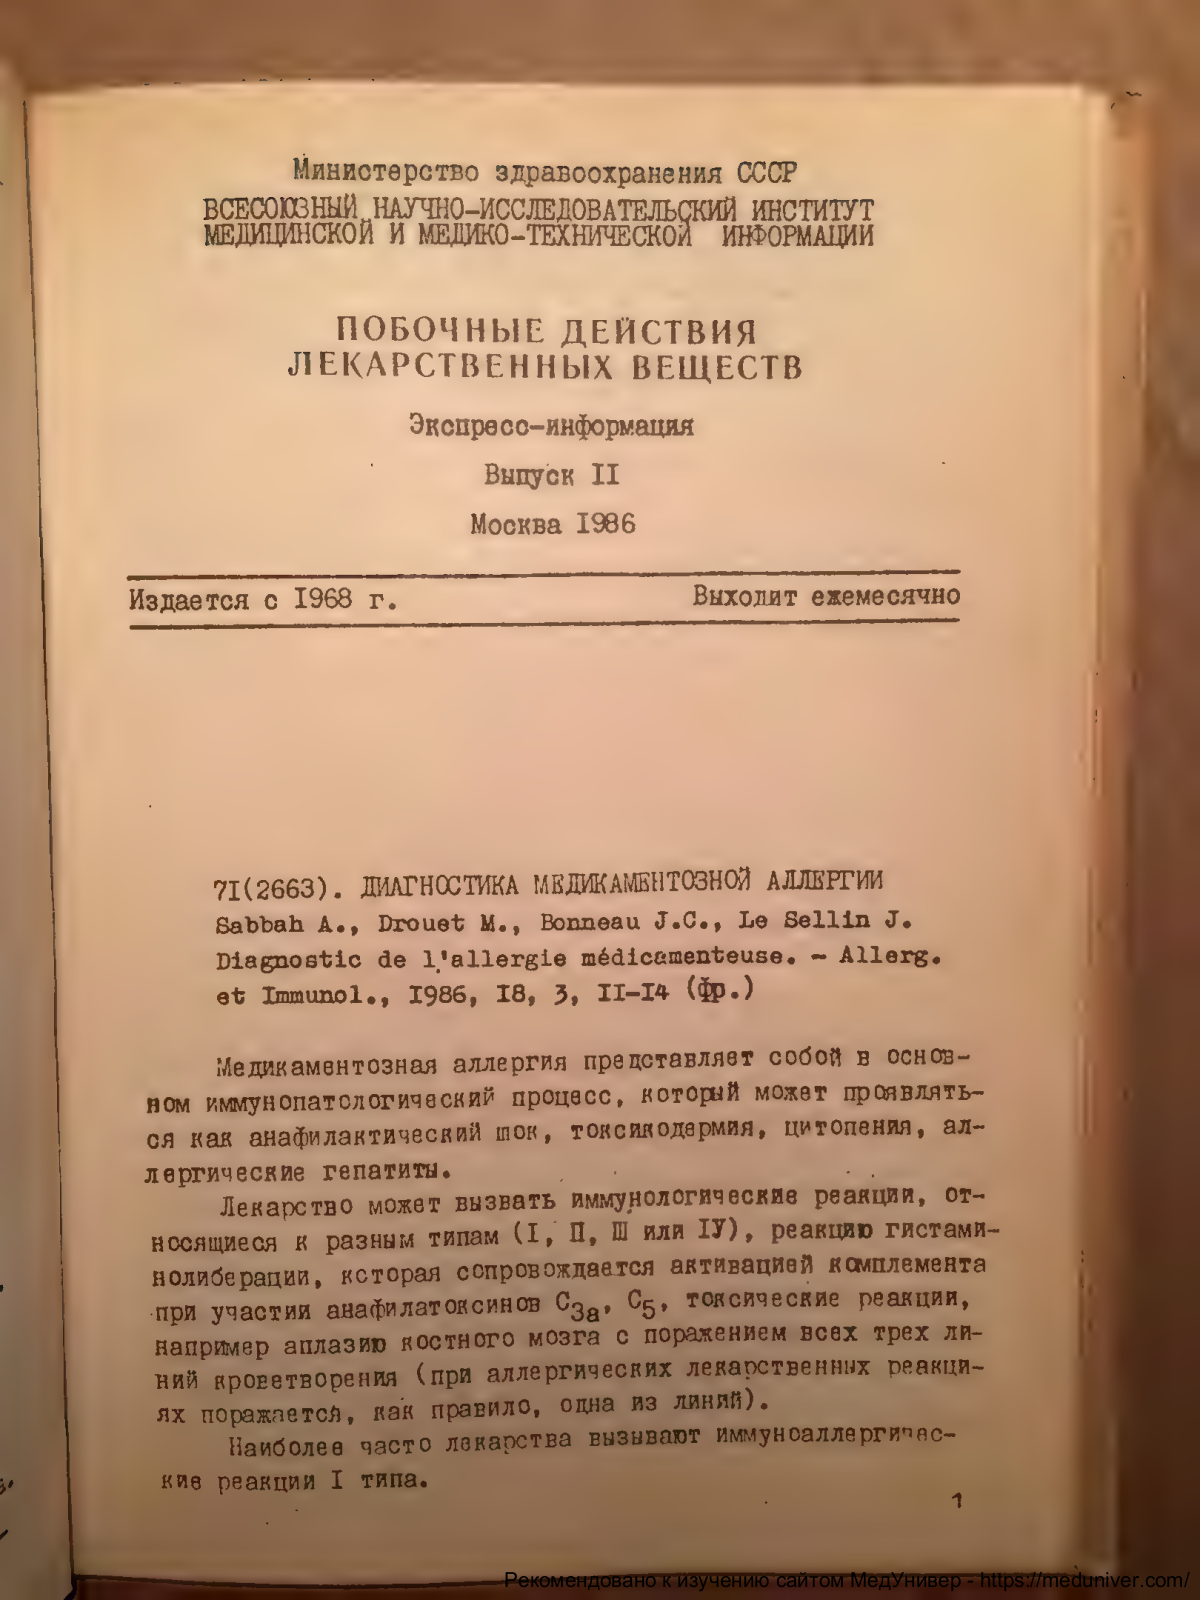 Министерство здравоохранения СССР
ВСЕСОЮЗНЫЙ НАУЧНО-ИССЛЕДОВАТЕЛЬСКИЙ ИНСТИТУТ
МЕДИЦИНСКОЙ И МЕДИКО-ТЕХНИЧЕСКОЙ ИНФОРМАЦИИ
ПОБОЧНЫЕ ДЕЙСТВИЯ
ЛЕКАРСТВЕННЫХ ВЕЩЕСТВ
Экспресс-информация
Выпуск II
Москва 1986
Издается с 1968 г. Выходит ежемесячно
7I(2663). ДИАГНОСТИКА МЕДИКАМЕНТОЗНОЙ АЛЛЕРГИИ
Sabbah A., Drouet M., Bonneau J.C., Le Sellin J.
Diagnostic de l'allergie médicamenteuse. - Allerg.
et Immunol., 1986, 18, 3, II-I4 (Фр.)
Медикаментозная аллергия представляет собой в основ-
ном иммунопатологический процесс, который может проявлять-
ся как анафилактический шок, токсикодермия, цитопения, ал-
лергические гепатиты.
Лекарство может вызвать иммунологические реакции, от-
носящиеся к разным типам (I, П, Ш или IУ), реакцию гистами-
нолиберации, которая сопровождается активацией комплемента
при участии анафилатоксинов C3a, C5, токсические реакции,
например аплазию костного мозга с поражением всех трех ли-
ний кроветворения (при аллергических лекарственных реакци-
ях поражается, как правило, одна из линий).
Наиболее часто лекарства вызывают иммуноаллергичес-
кие реакции I типа.
1
Рекомендовано к изучению сайтом МедУнивер - https://meduniver.com/